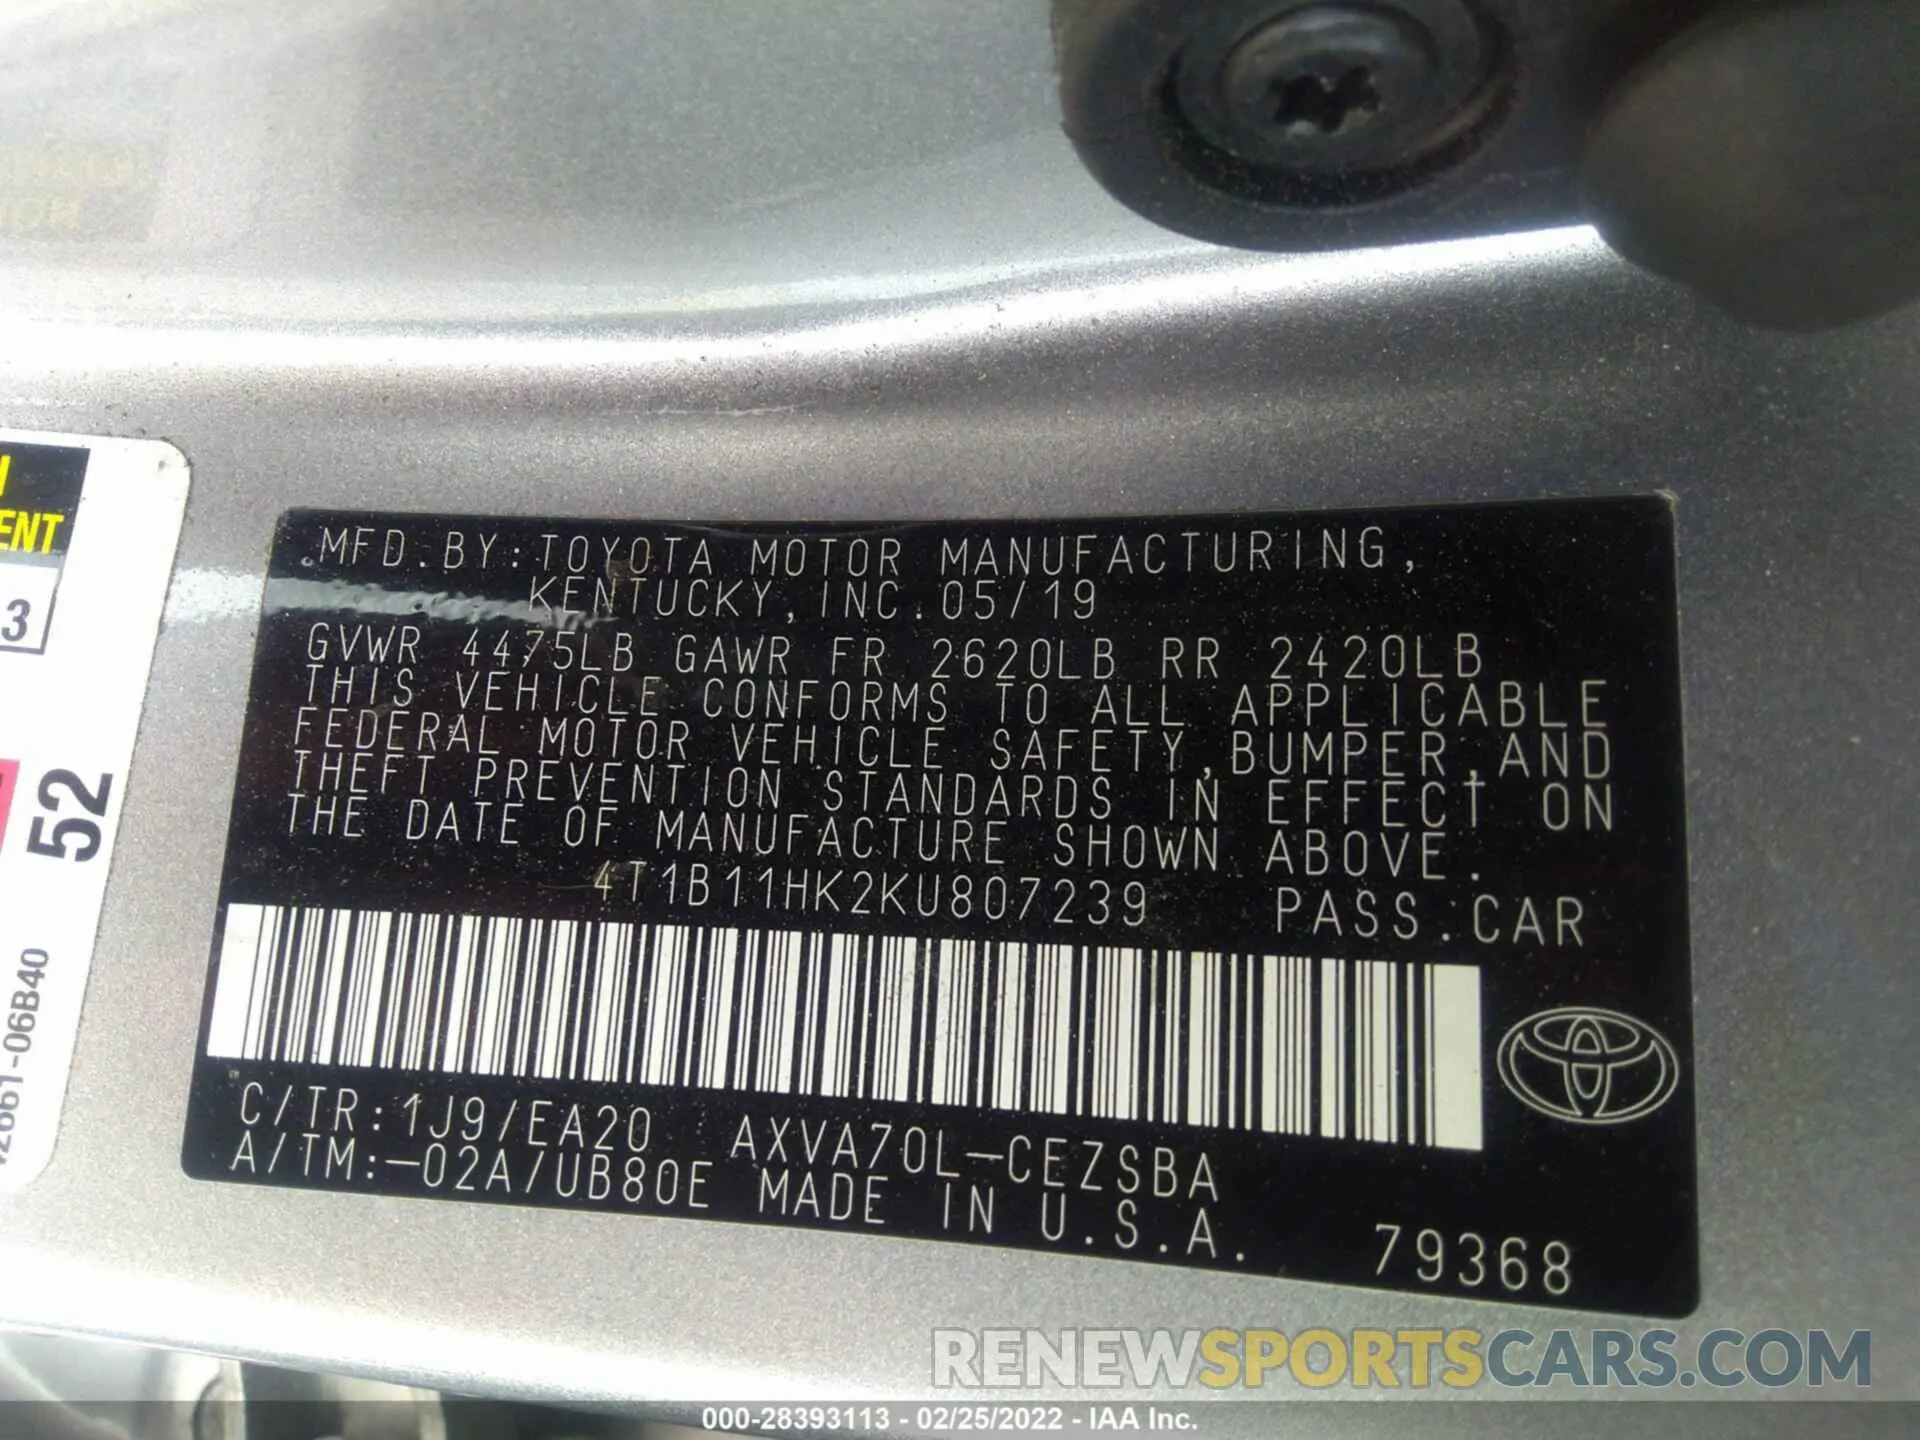 ENT
3
52
-06B40
MFD.BY:TOYOTA MOTOR MANUFACTURING,
KENTUCKY,INC.05/19
GVWR 4475LB GAWR FR 2620LB RR 2420LB
THIS VEHICLE CONFORMS TO ALL APPLICABLE
FEDERAL MOTOR VEHICLE SAFETY,BUMPER,AND
THEFT PREVENTION STANDARDS IN EFFECT ON
THE DATE OF MANUFACTURE SHOWN ABOVE.
4T1B11HK2KU807239 PASS.CAR
C/TR:1J9/EA20 AXVA70L-CEZSBA
A/TM:-02A/UB80E MADE IN U.S.A.
79368
RENEWSPORTSCARS.COM
000-28393113 - 02/25/2022 - IAA Inc.